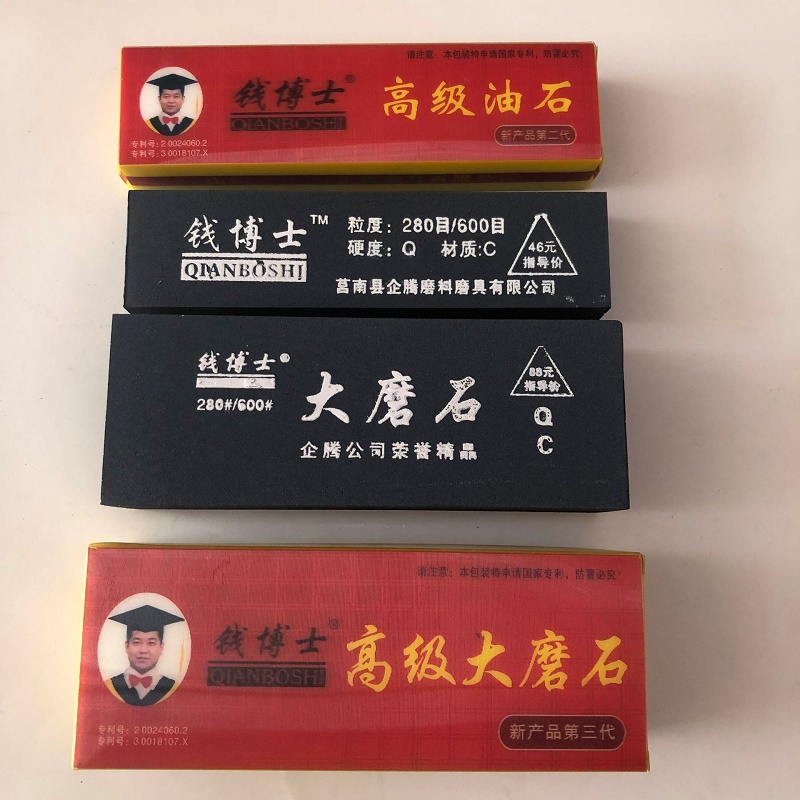 请注意：本包装特申请国家专利，防冒必究
钱博士®
高级油石
QIANBOSHI
新产品第二代
专利号：2.0024060.2
专利号：3.0018107.X
钱博士™
粒度：280目/600目
硬度：Q 材质:C
46元
指导价
QIANBOSHI
莒南县企腾磨料磨具有限公司
钱博士®
280#/600#
大磨石
企腾公司荣誉精品
88元
指导价
Q
C
请注意：本包装特申请国家专利，防冒必究
钱博士®
高级大磨石
QIANBOSHI
新产品第三代
专利号：2.0024060.2
专利号：3.0018107.X